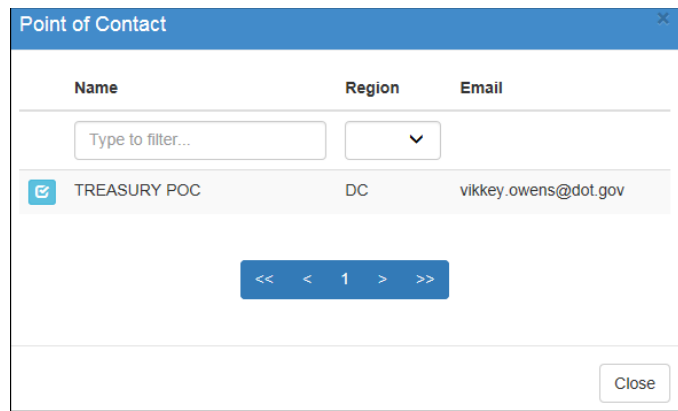 Point of Contact ×
Name Region Email
Type to filter...
TREASURY POC DC vikkey.owens@dot.gov
<< < 1 > >>
Close